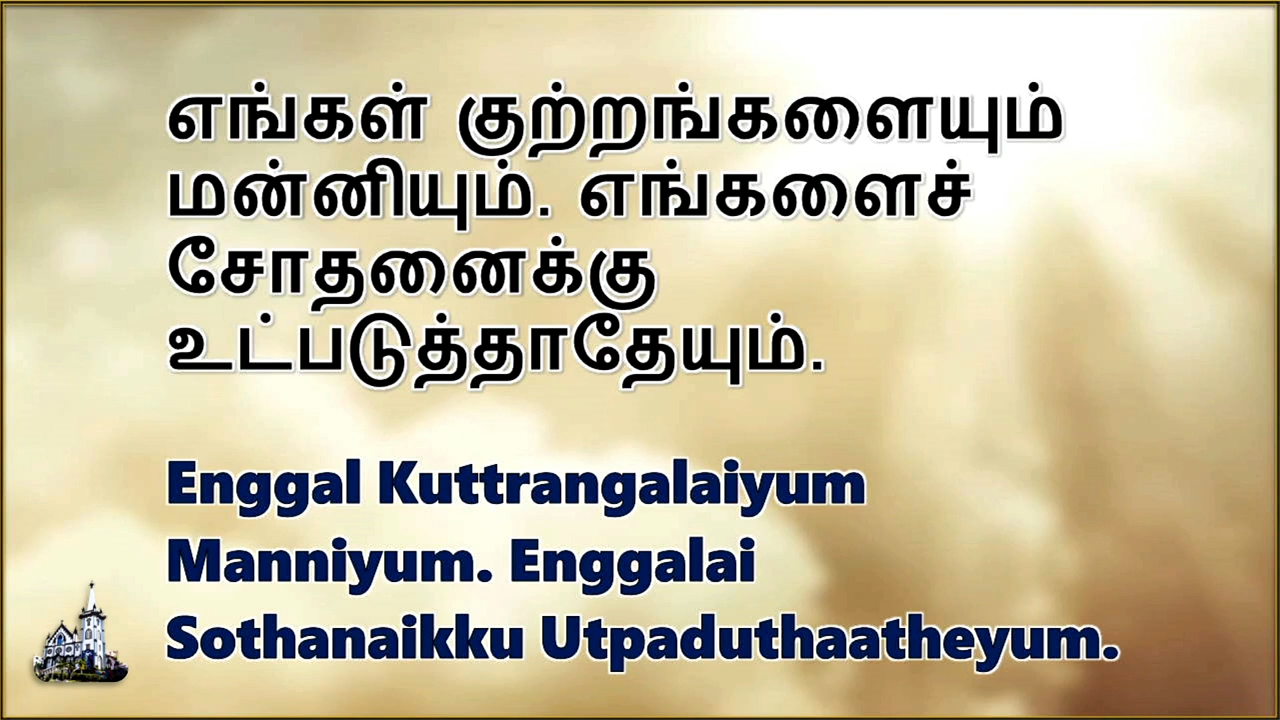 எங்கள் குற்றங்களையும்
மன்னியும். எங்களைச்
சோதனைக்கு
உட்படுத்தாதேயும்.
Enggal Kuttrangalaiyum
Manniyum. Enggalai
Sothanaikku Utpaduthaatheyum.